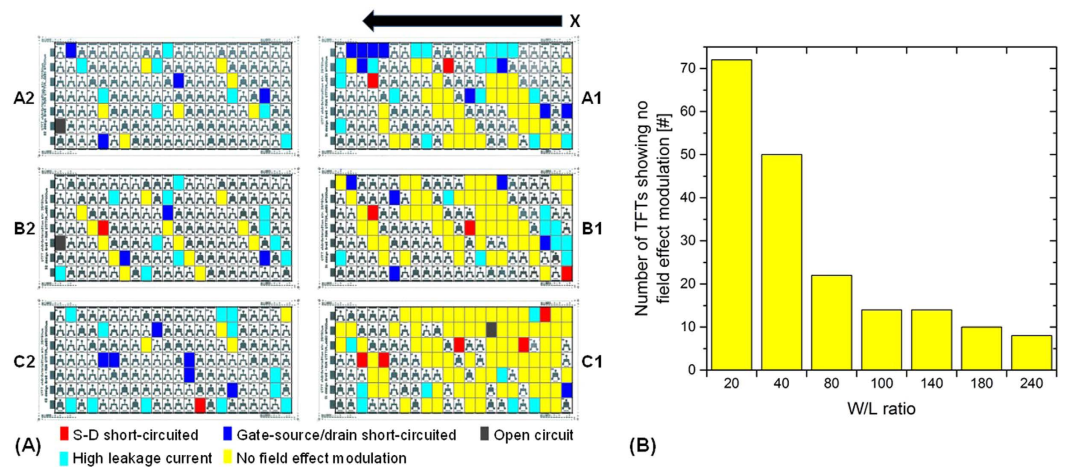 X
A2
A1
B2
B1
C2
C1
(A)
S-D short-circuited
Gate-source/drain short-circuited
Open circuit
High leakage current
No field effect modulation
Number of TFTs showing no
field effect modulation [#]
70
60
50
40
30
20
10
0
20
40
80
100
140
180
240
W/L ratio
(B)